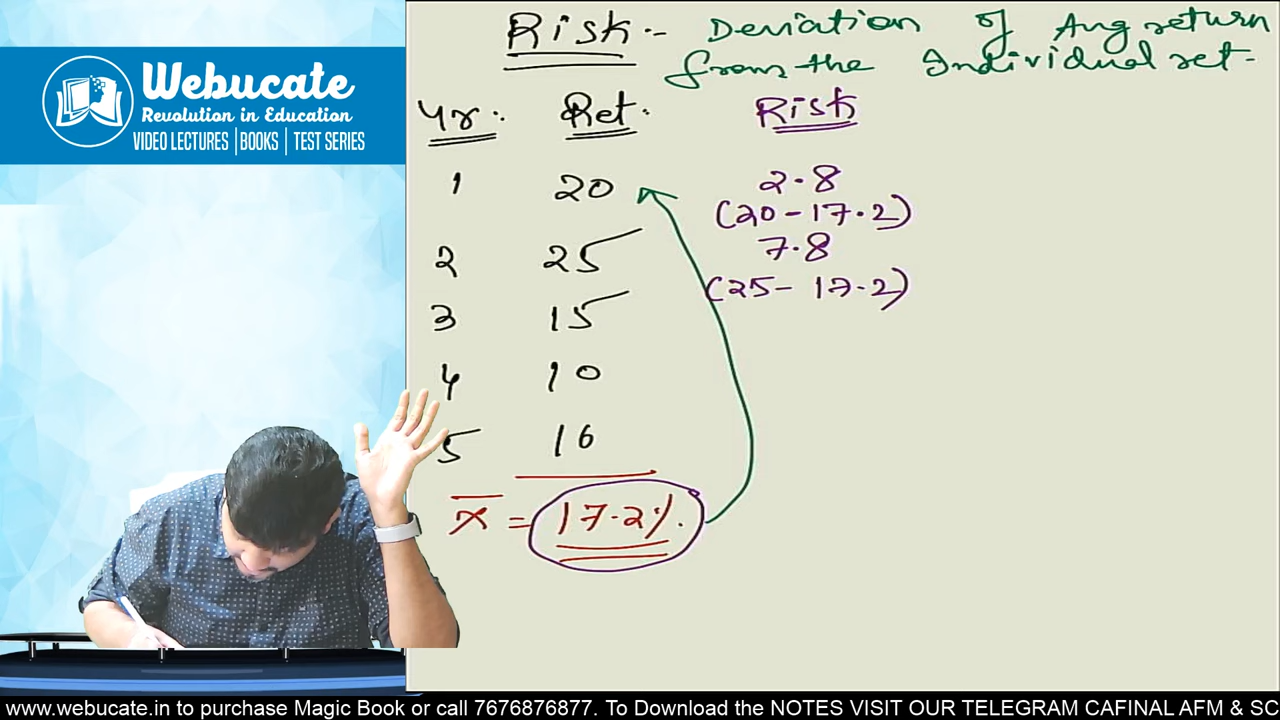 Webucate
Revolution in Education
VIDEO LECTURES | BOOKS | TEST SERIES
Risk:- Deviation of Avg return
from the Individual ret.
Yr. Ret. Risk
1 20 2.8
(20-17.2)
2 25 7.8
(25-17.2)
3 15
4 10
5 16
x̄ = 17.2%.
www.webucate.in to purchase Magic Book or call 7676876877. To Download the NOTES VISIT OUR TELEGRAM CAFINAL AFM & SC